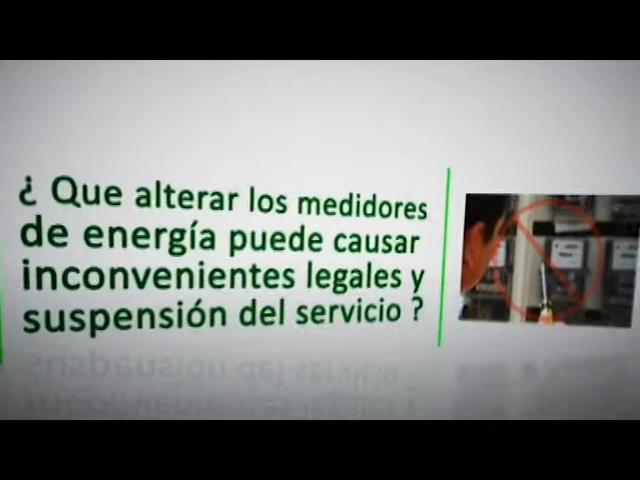 ¿ Que alterar los medidores
de energía puede causar
inconvenientes legales y
suspensión del servicio ?